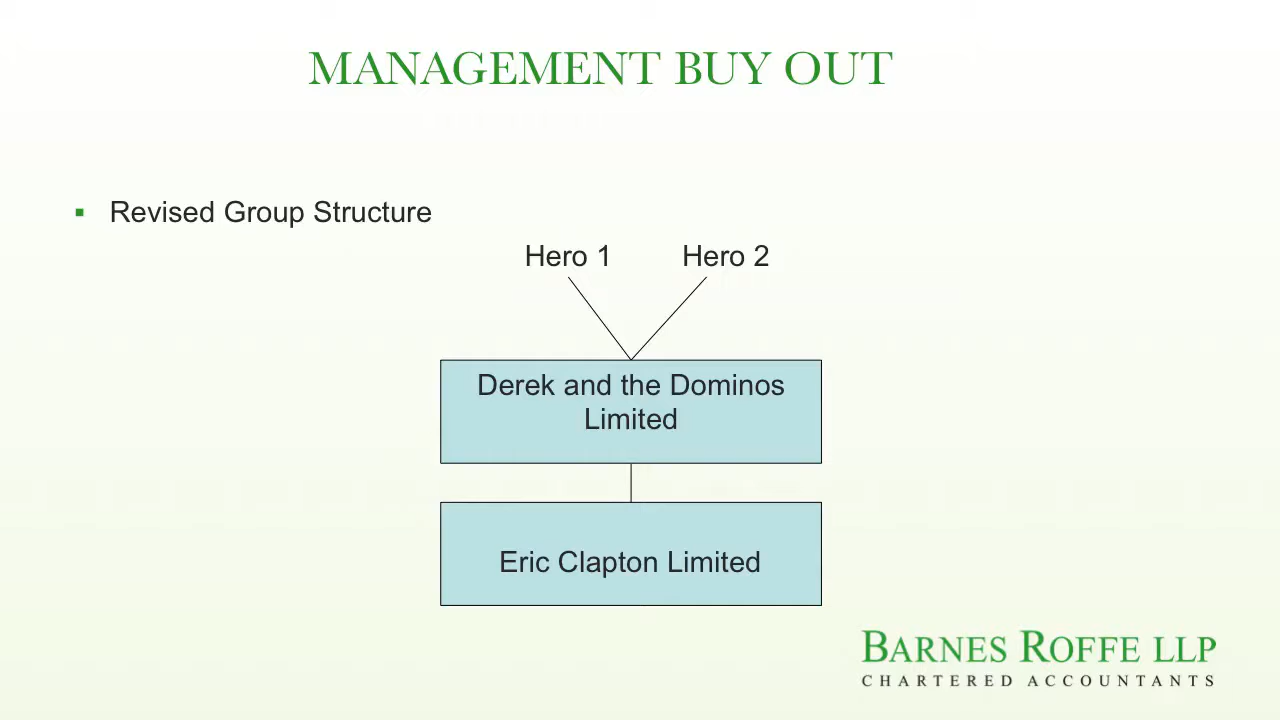 MANAGEMENT BUY OUT
▪ Revised Group Structure
Hero 1 Hero 2
Derek and the Dominos
Limited
Eric Clapton Limited
BARNES ROFFE LLP
CHARTERED ACCOUNTANTS